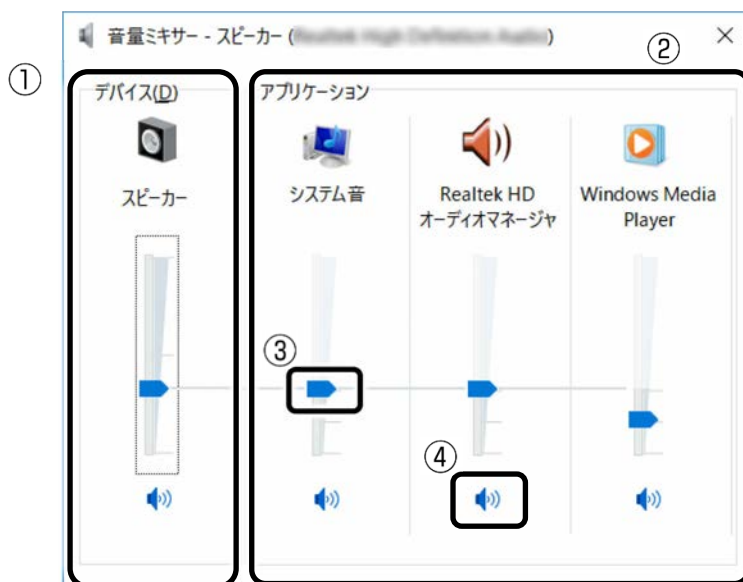 音量ミキサー - スピーカー ( )
②
①
デバイス(D)
アプリケーション
スピーカー
システム音
Realtek HD
オーディオマネージャ
Windows Media
Player
③
④